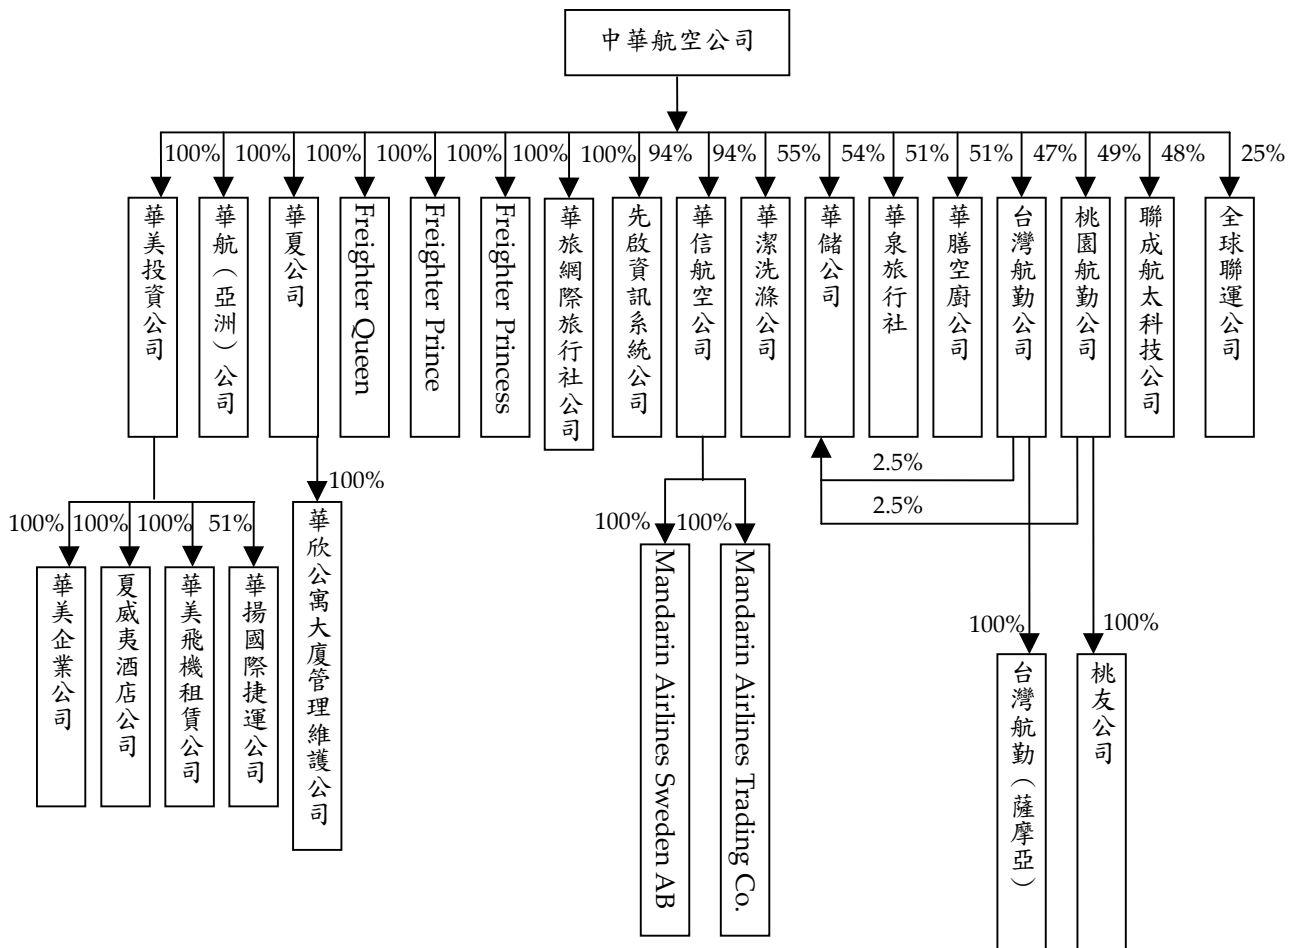 中華航空公司
100%
100%
100%
100%
100%
100%
100%
94%
94%
55%
54%
51%
51%
47%
49%
48%
25%
華美投資公司
華航（亞洲）公司
華夏公司
Freighter Queen
Freighter Prince
Freighter Princess
華旅網際旅行社公司
先啟資訊系統公司
華信航空公司
華潔洗滌公司
華儲公司
華泉旅行社
華膳空廚公司
台灣航勤公司
桃園航勤公司
聯成航太科技公司
全球聯運公司
2.5%
2.5%
100%
100%
100%
100%
51%
100%
100%
華美企業公司
夏威夷酒店公司
華美飛機租賃公司
華揚國際捷運公司
華欣公寓大廈管理維護公司
Mandarin Airlines Sweden AB
Mandarin Airlines Trading Co.
100%
100%
台灣航勤（薩摩亞）
桃友公司